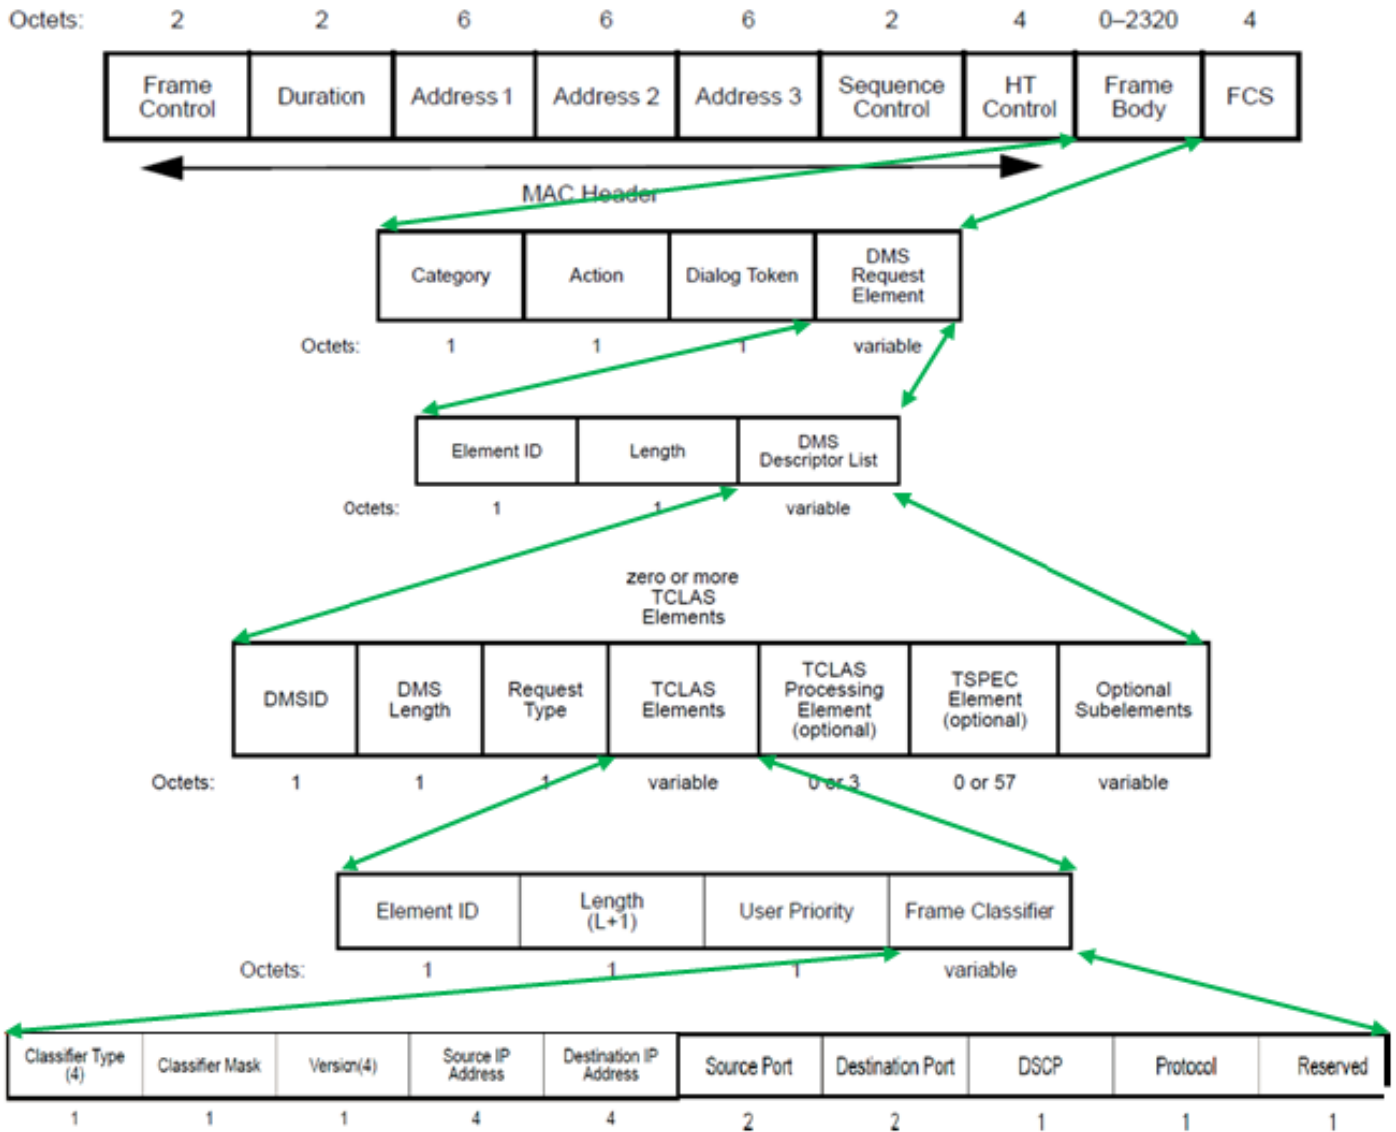 Octets: 2 2 6 6 6 2 4 0–2320 4
Frame Control Duration Address 1 Address 2 Address 3 Sequence Control HT Control Frame Body FCS
MAC Header
Category Action Dialog Token DMS Request Element
Octets: 1 1 1 variable
Element ID Length DMS Descriptor List
Octets: 1 1 variable
zero or more
TCLAS
Elements
DMSID DMS Length Request Type TCLAS Elements TCLAS Processing Element (optional) TSPEC Element (optional) Optional Subelements
Octets: 1 1 1 variable 0 or 3 0 or 57 variable
Element ID Length (L+1) User Priority Frame Classifier
Octets: 1 1 1 variable
Classifier Type (4) Classifier Mask Version(4) Source IP Address Destination IP Address Source Port Destination Port DSCP Protocol Reserved
1 1 1 4 4 2 2 1 1 1